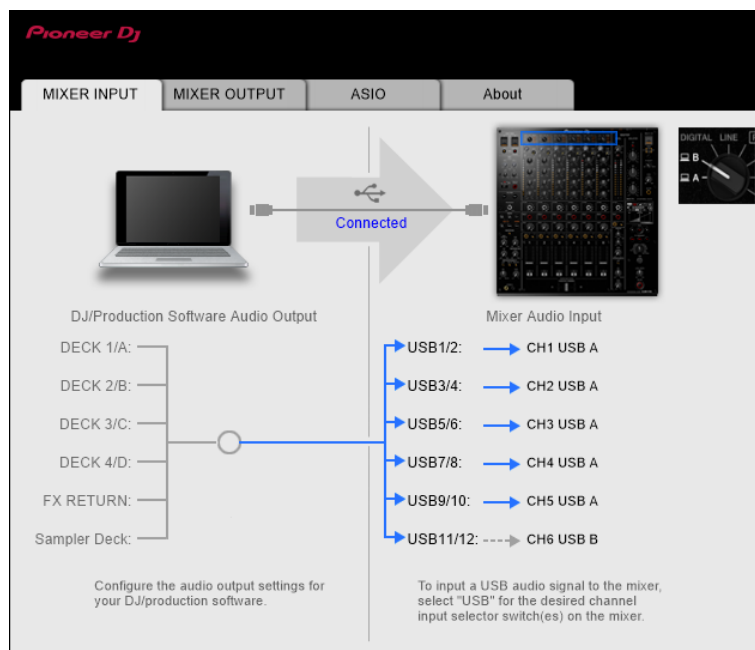 Pioneer Dj
MIXER INPUT
MIXER OUTPUT
ASIO
About
DIGITAL LINE
B
A
Connected
DJ/Production Software Audio Output
Mixer Audio Input
DECK 1/A:
DECK 2/B:
DECK 3/C:
DECK 4/D:
FX RETURN:
Sampler Deck:
USB1/2: CH1 USB A
USB3/4: CH2 USB A
USB5/6: CH3 USB A
USB7/8: CH4 USB A
USB9/10: CH5 USB A
USB11/12: CH6 USB B
Configure the audio output settings for
your DJ/production software.
To input a USB audio signal to the mixer,
select "USB" for the desired channel
input selector switch(es) on the mixer.